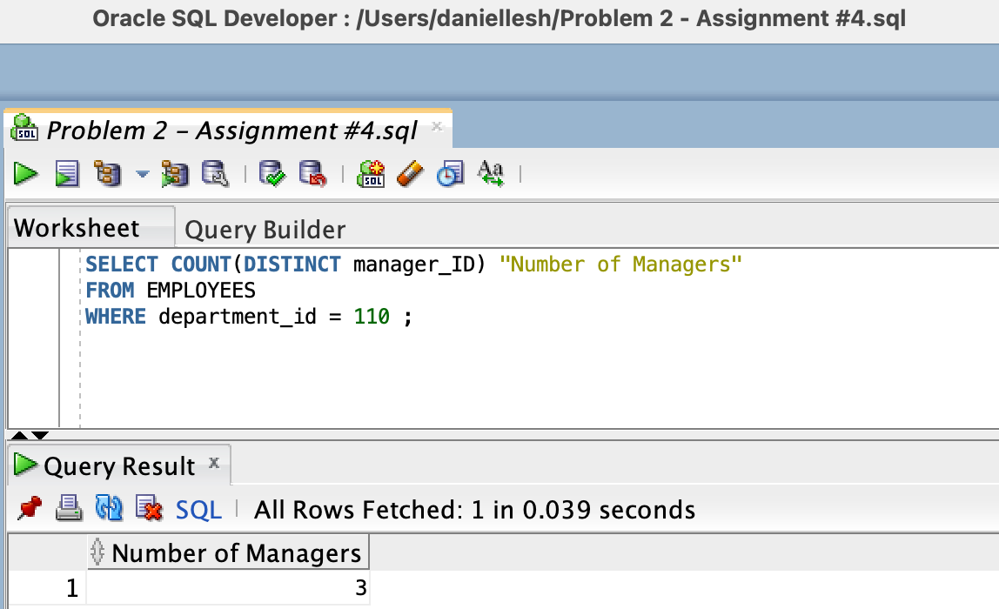 Oracle SQL Developer : /Users/daniellesh/Problem 2 - Assignment #4.sql
Problem 2 – Assignment #4.sql
Worksheet Query Builder
SELECT COUNT(DISTINCT manager_ID) "Number of Managers"
FROM EMPLOYEES
WHERE department_id = 110 ;
Query Result
SQL All Rows Fetched: 1 in 0.039 seconds
Number of Managers
1 3